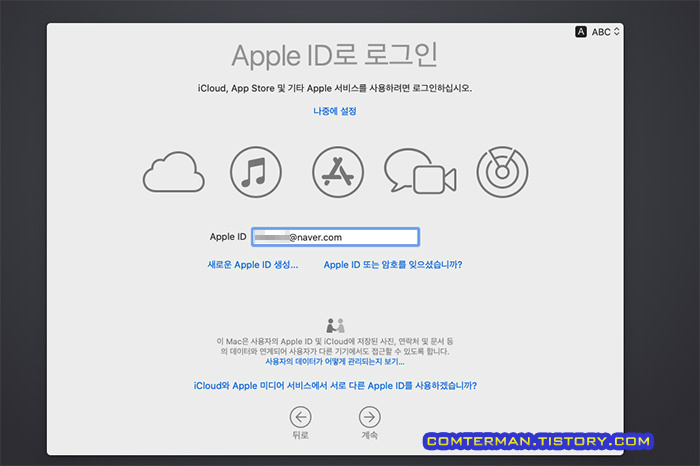 A ABC
Apple ID로 로그인
iCloud, App Store 및 기타 Apple 서비스를 사용하려면 로그인하십시오.
나중에 설정
Apple ID @naver.com
새로운 Apple ID 생성... Apple ID 또는 암호를 잊으셨습니까?
이 Mac은 사용자의 Apple ID 및 iCloud에 저장된 사진, 연락처 및 문서 등
의 데이터와 연계되어 사용자가 다른 기기에서도 접근할 수 있도록 합니다.
사용자의 데이터가 어떻게 관리되는지 보기...
iCloud와 Apple 미디어 서비스에서 서로 다른 Apple ID를 사용하겠습니까?
뒤로 계속
COMTERMAN.TISTORY.COM